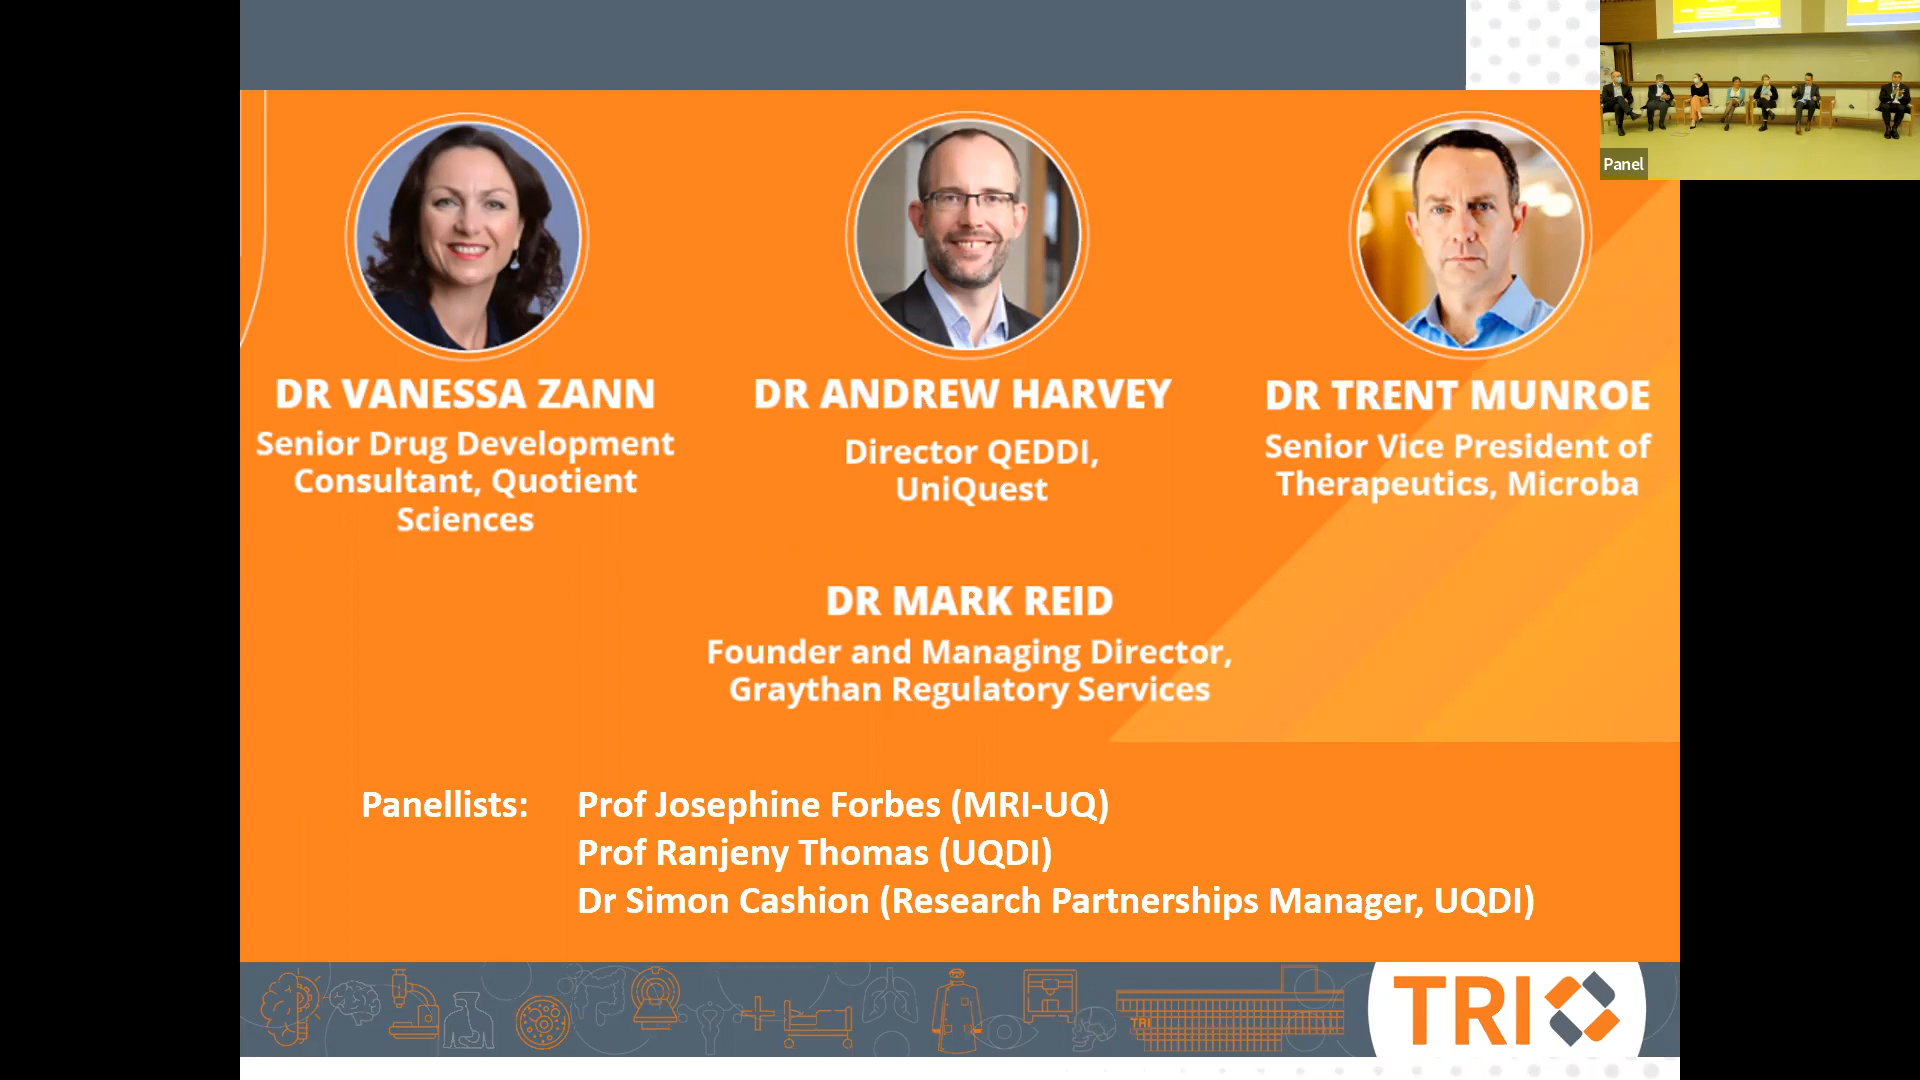 Panel
DR VANESSA ZANN
Senior Drug Development
Consultant, Quotient
Sciences
DR ANDREW HARVEY
Director QEDDI,
UniQuest
DR TRENT MUNROE
Senior Vice President of
Therapeutics, Microba
DR MARK REID
Founder and Managing Director,
Graythan Regulatory Services
Panellists: Prof Josephine Forbes (MRI-UQ)
Prof Ranjeny Thomas (UQDI)
Dr Simon Cashion (Research Partnerships Manager, UQDI)
TRI
TRI